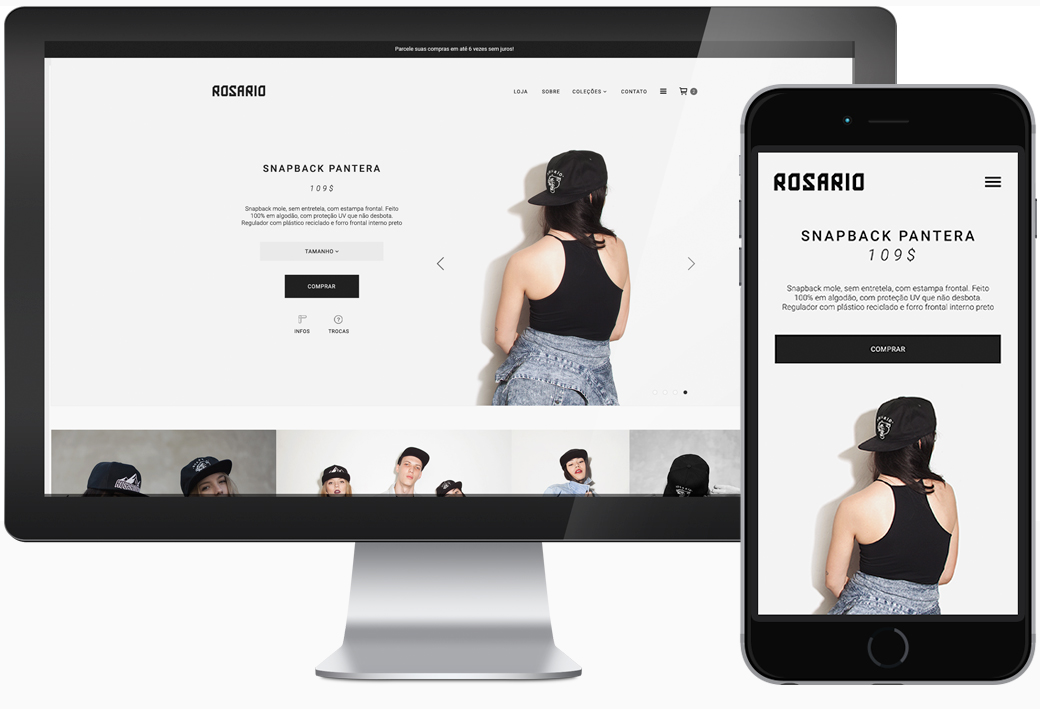 Parcele suas compras em até 6 vezes sem juros!
ROSARIO
LOJA SOBRE COLEÇÕES CONTATO
SNAPBACK PANTERA
109$
Snapback mole, sem entretela, com estampa frontal. Feito
100% em algodão, com proteção UV que não desbota.
Regulador com plástico reciclado e forro frontal interno preto
TAMANHO
COMPRAR
INFOS TROCAS
ROSARIO
SNAPBACK PANTERA
109$
Snapback mole, sem entretela, com estampa frontal. Feito
100% em algodão, com proteção UV que não desbota.
Regulador com plástico reciclado e forro frontal interno preto
COMPRAR